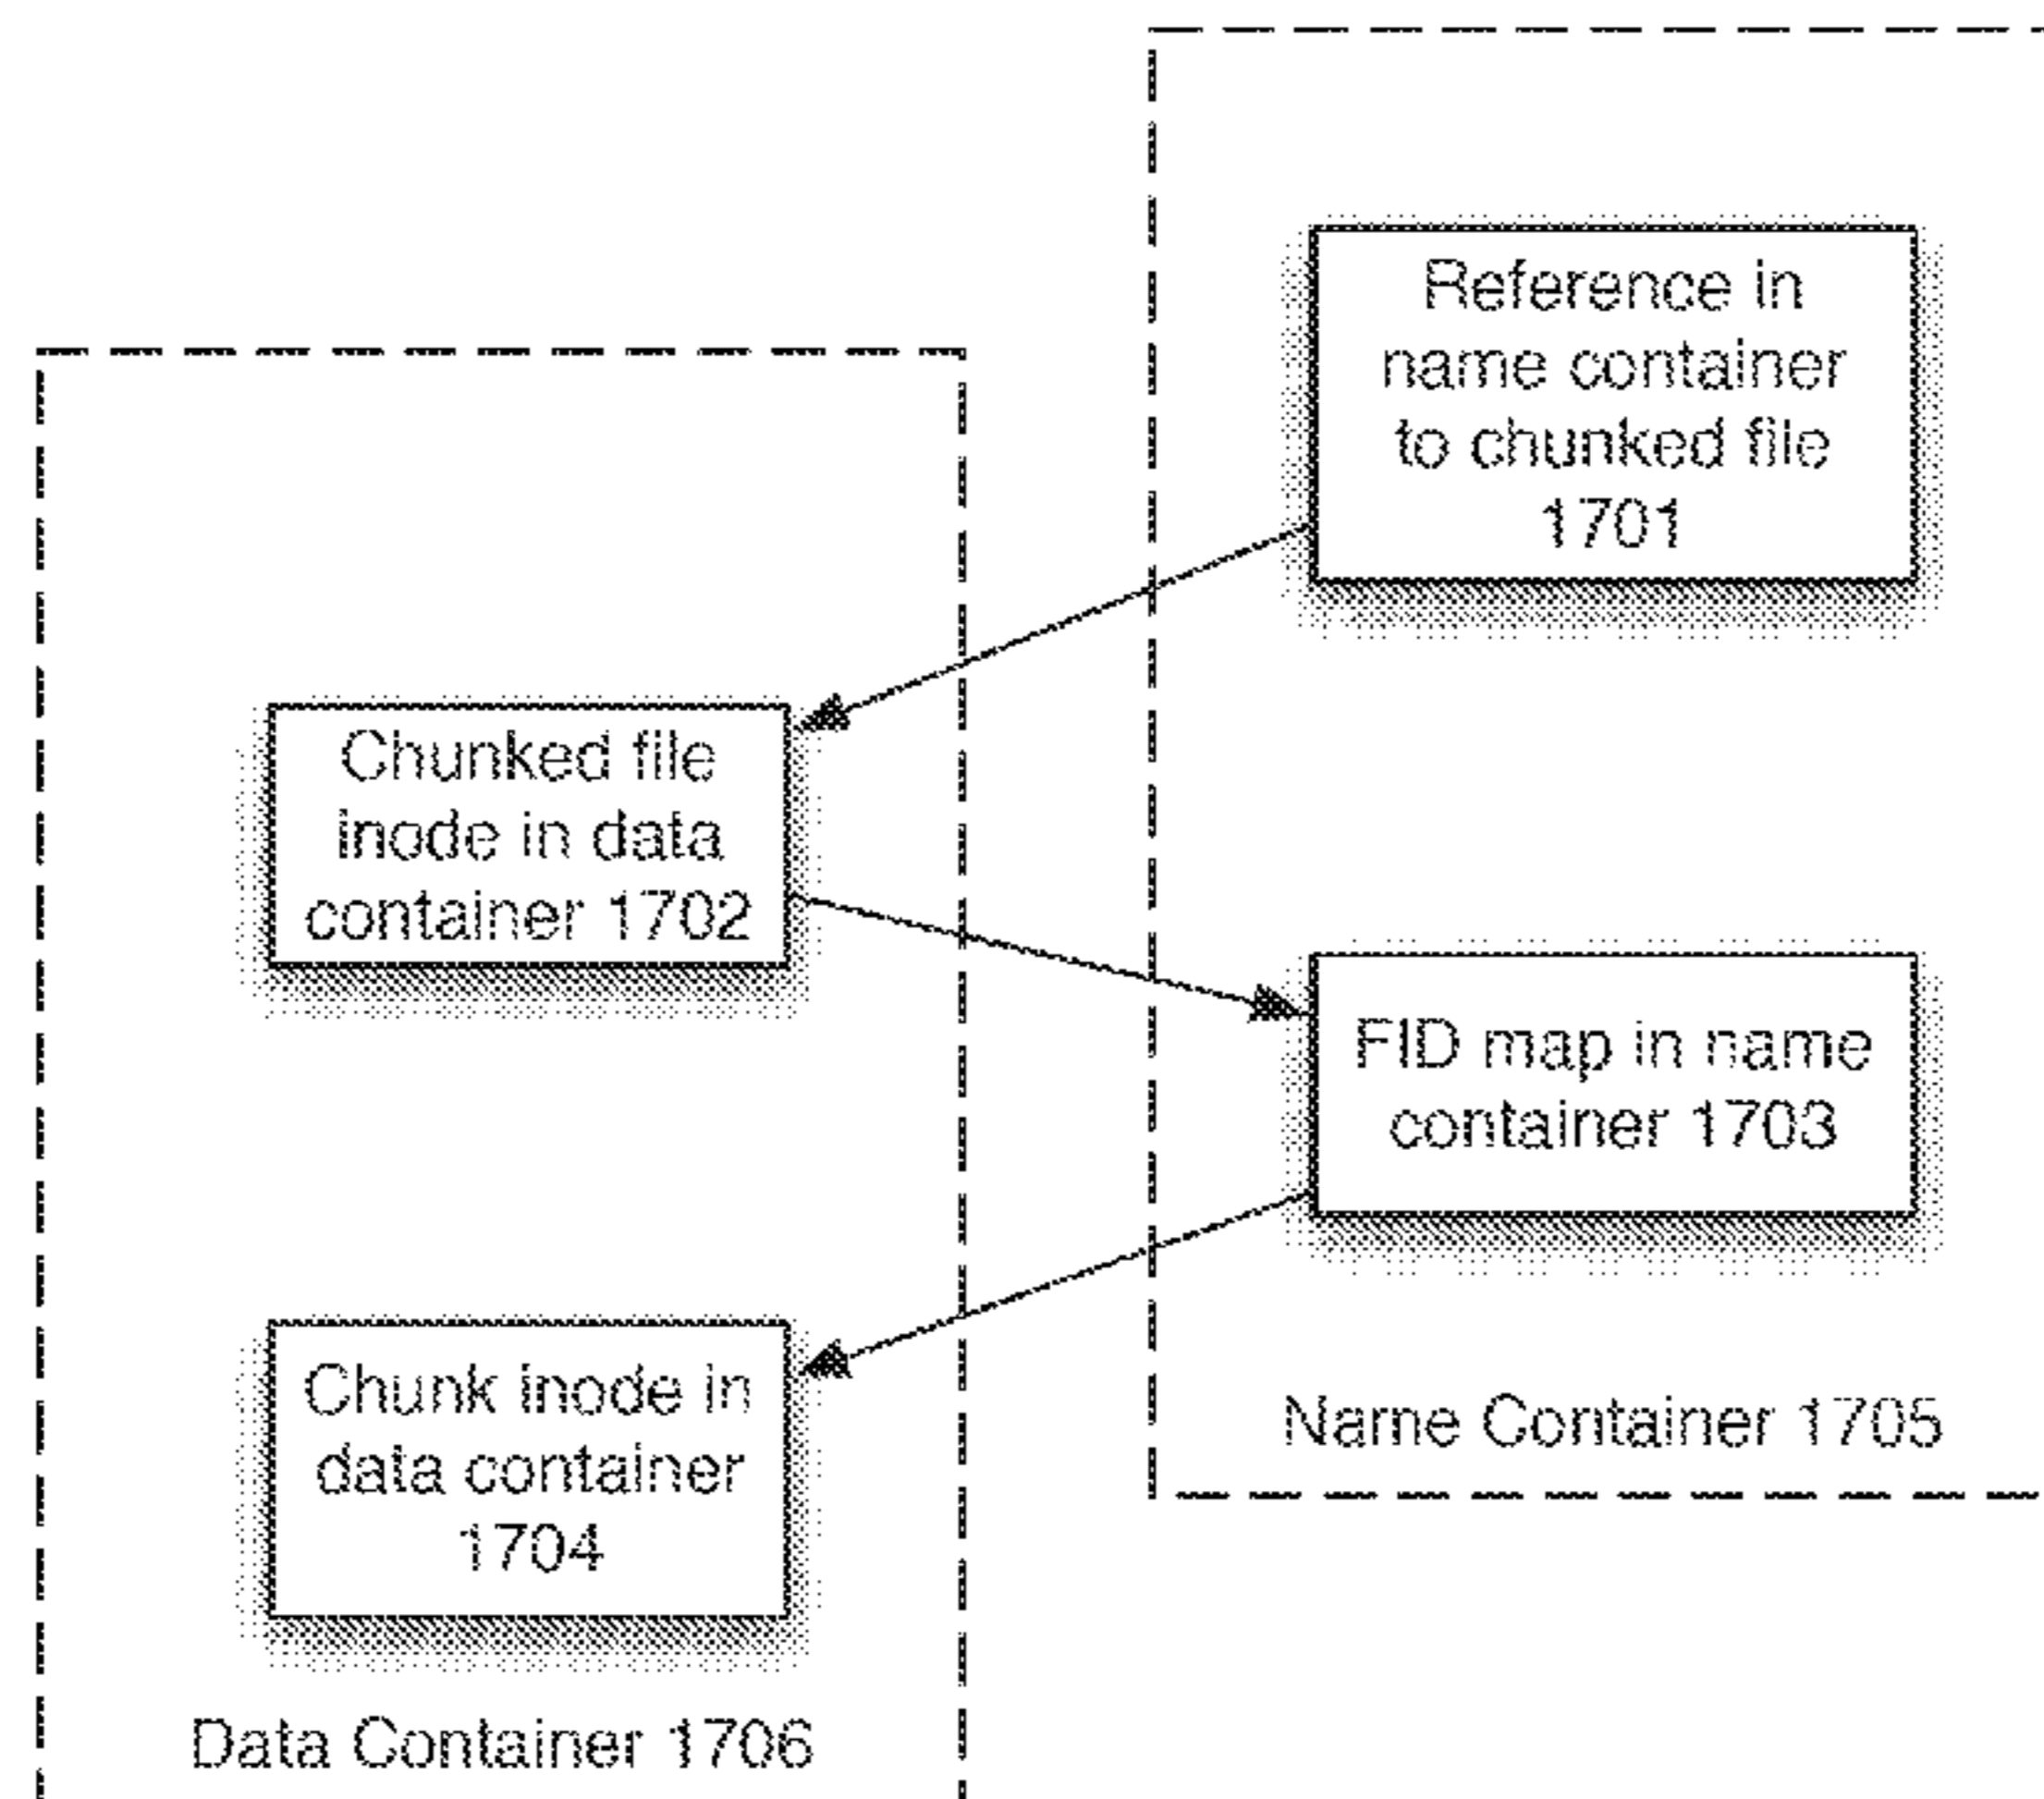 Reference in
name container
to chunked file
1701
Chunked file
inode in data
container 1702
FID map in name
container 1703
Chunk inode in
data container
1704
Name Container 1705
Data Container 1706